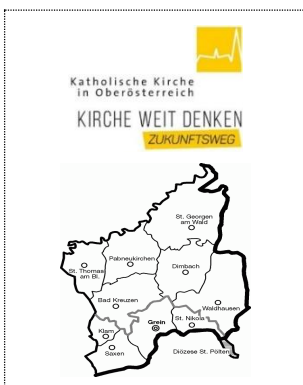 Katholische Kirche
in Oberösterreich
KIRCHE WEIT DENKEN
ZUKUNFTSWEG
St. Georgen
am Wald
Pabneukirchen
St. Thomas
am Bl.
Dimbach
Bad Kreuzen
Waldhausen
Grein
St. Nikola
Klam
Saxen
Diözese St. Pölten